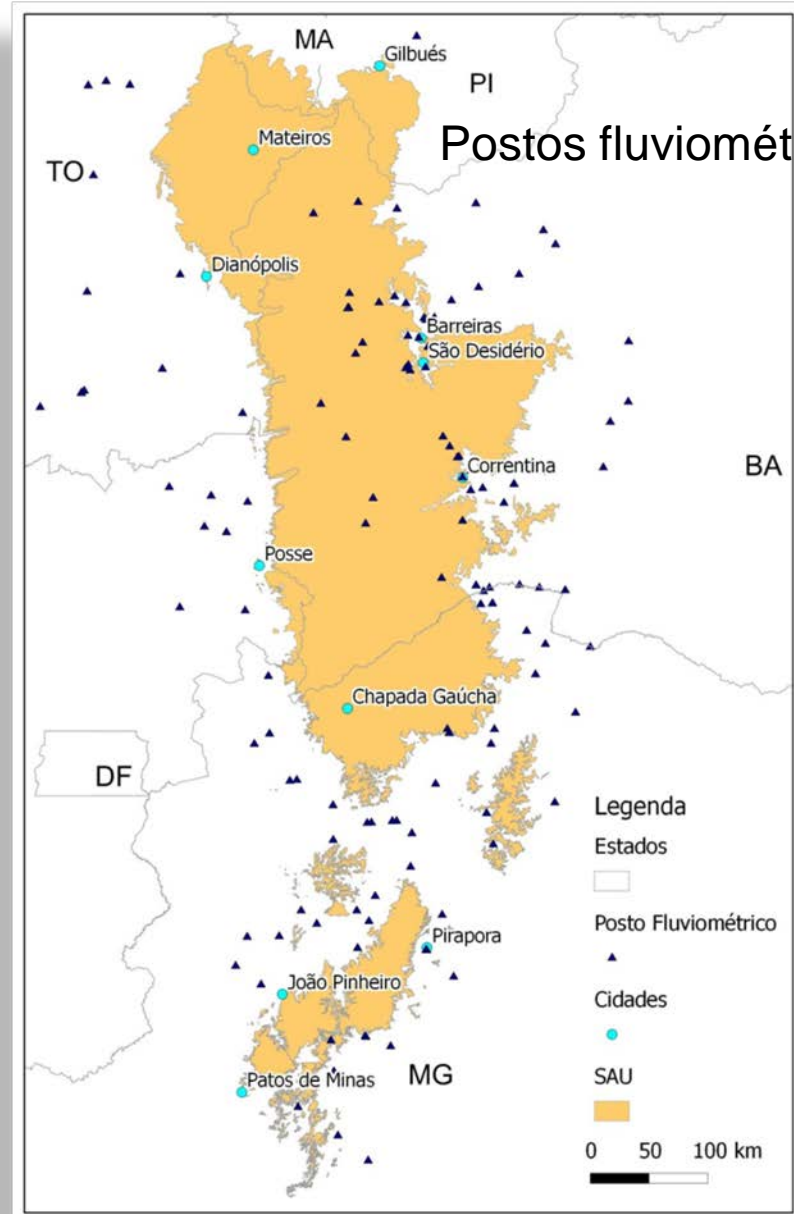 MA
Gilbués
PI
Mateiros
Postos fluviomét
TO
Dianópolis
Barreiras
São Desidério
Correntina
BA
Posse
Chapada Gaúcha
DF
Legenda
Estados
Posto Fluviométrico
Pirapora
João Pinheiro
Cidades
Patos de Minas
MG
SAU
0 50 100 km